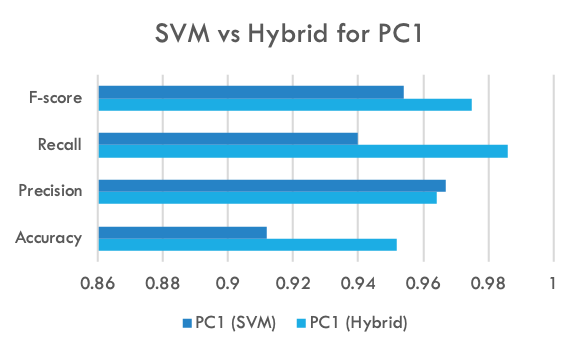 SVM vs Hybrid for PC1
F-score
Recall
Precision
Accuracy
0.86 0.88 0.9 0.92 0.94 0.96 0.98 1
PC1 (SVM) PC1 (Hybrid)